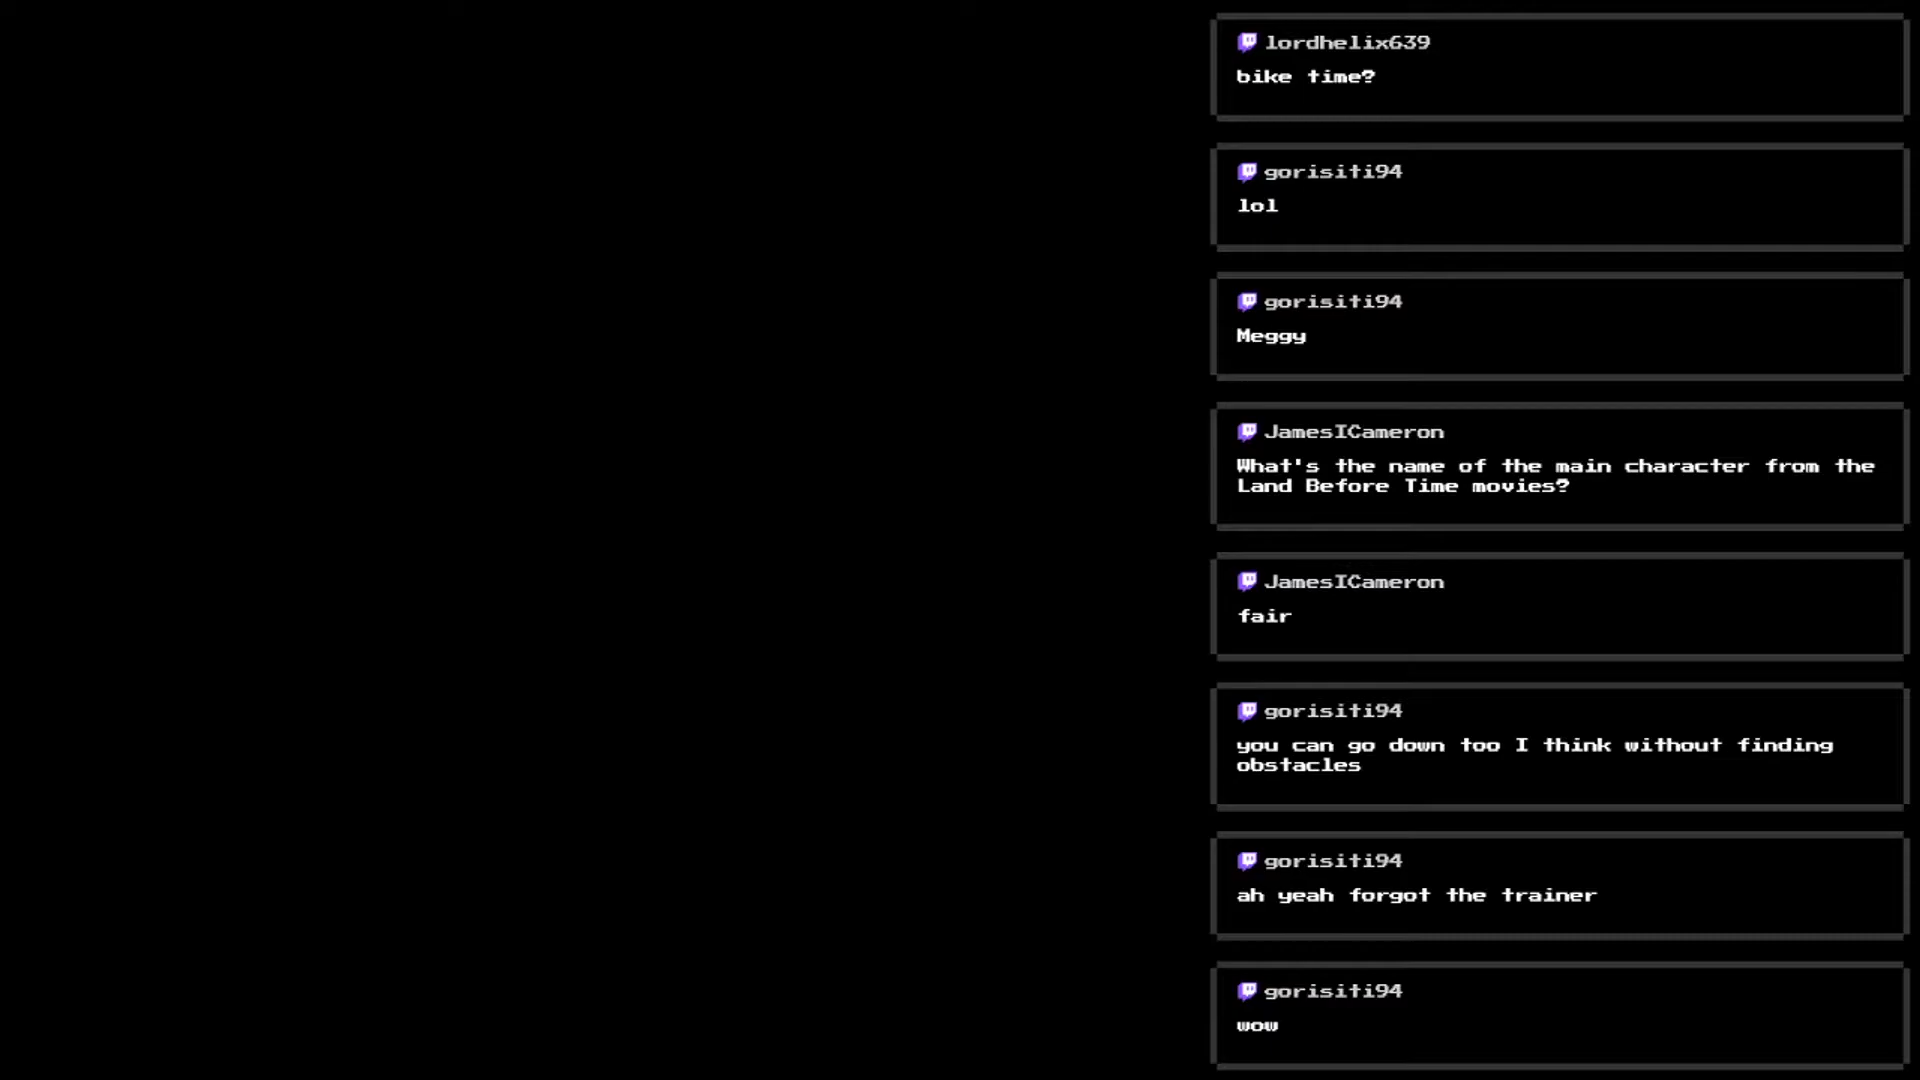 lordhelix639
bike time?
gorisiti94
lol
gorisiti94
Meggy
JamesICameron
What's the name of the main character from the
Land Before Time movies?
JamesICameron
fair
gorisiti94
you can go down too I think without finding
obstacles
gorisiti94
ah yeah forgot the trainer
gorisiti94
wow